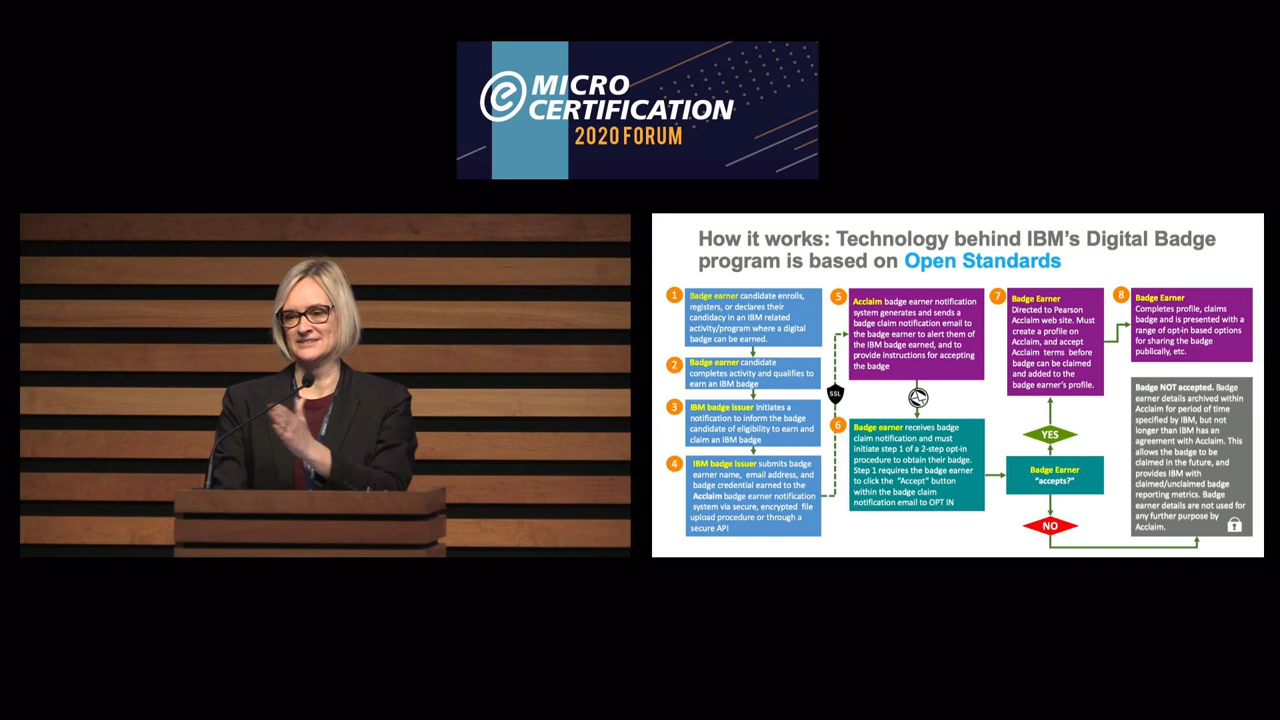 MICRO
CERTIFICATION
2020 FORUM
How it works: Technology behind IBM's Digital Badge
program is based on Open Standards
1
Badge earner candidate enrolls,
registers, or declares their
candidacy in an IBM related
activity/program where a digital
badge can be earned.
2
Badge earner candidate
completes activity and qualifies to
earn an IBM badge
3
IBM badge issuer initiates a
notification to inform the badge
candidate of eligibility to earn and
claim an IBM badge
4
IBM badge issuer submits badge
earner name, email address, and
badge credential earned to the
Acclaim badge earner notification
system via secure, encrypted file
upload procedure or through a
secure API
SSL
5
Acclaim badge earner notification
system generates and sends a
badge claim notification email to
the badge earner to alert them of
the IBM badge earned, and to
provide instructions for accepting
the badge
6
Badge earner receives badge
claim notification and must
initiate step 1 of a 2-step opt-in
procedure to obtain their badge.
Step 1 requires the badge earner
to click the "Accept" button
within the badge claim
notification email to OPT IN
7
Badge Earner
Directed to Pearson
Acclaim web site. Must
create a profile on
Acclaim, and accept
Acclaim terms before
badge can be claimed
and added to the
badge earner's profile.
YES
Badge Earner
"accepts?"
NO
8
Badge Earner
Completes profile, claims
badge and is presented with a
range of opt-in based options
for sharing the badge
publically, etc.
Badge NOT accepted. Badge
earner details archived within
Acclaim for period of time
specified by IBM, but not
longer than IBM has an
agreement with Acclaim. This
allows the badge to be
claimed in the future, and
provides IBM with
claimed/unclaimed badge
reporting metrics. Badge
earner details are not used for
any further purpose by
Acclaim.